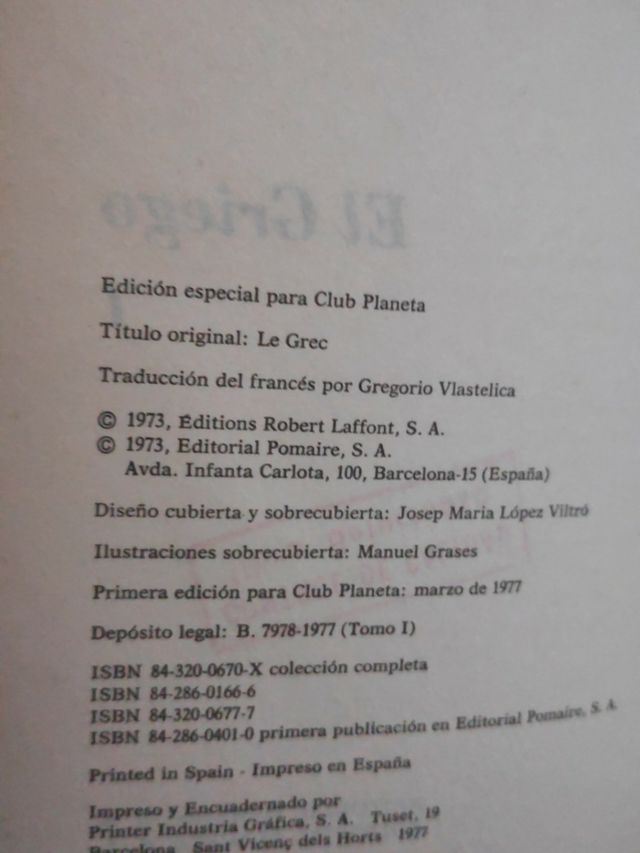 El Griego
I
Edición especial para Club Planeta
Título original: Le Grec
Traducción del francés por Gregorio Vlastelica
© 1973, Éditions Robert Laffont, S. A.
© 1973, Editorial Pomaire, S. A.
Avda. Infanta Carlota, 100, Barcelona-15 (España)
Diseño cubierta y sobrecubierta: Josep Maria López Viltró
Ilustraciones sobrecubierta: Manuel Grases
Primera edición para Club Planeta: marzo de 1977
Depósito legal: B. 7978-1977 (Tomo I)
ISBN 84-320-0670-X colección completa
ISBN 84-286-0166-6
ISBN 84-320-0677-7
ISBN 84-286-0401-0 primera publicación en Editorial Pomaire, S. A.
Printed in Spain - Impreso en España
Impreso y Encuadernado por
Printer Industria Gráfica, S. A. Tuset, 19
Barcelona Sant Vicenç dels Horts 1977